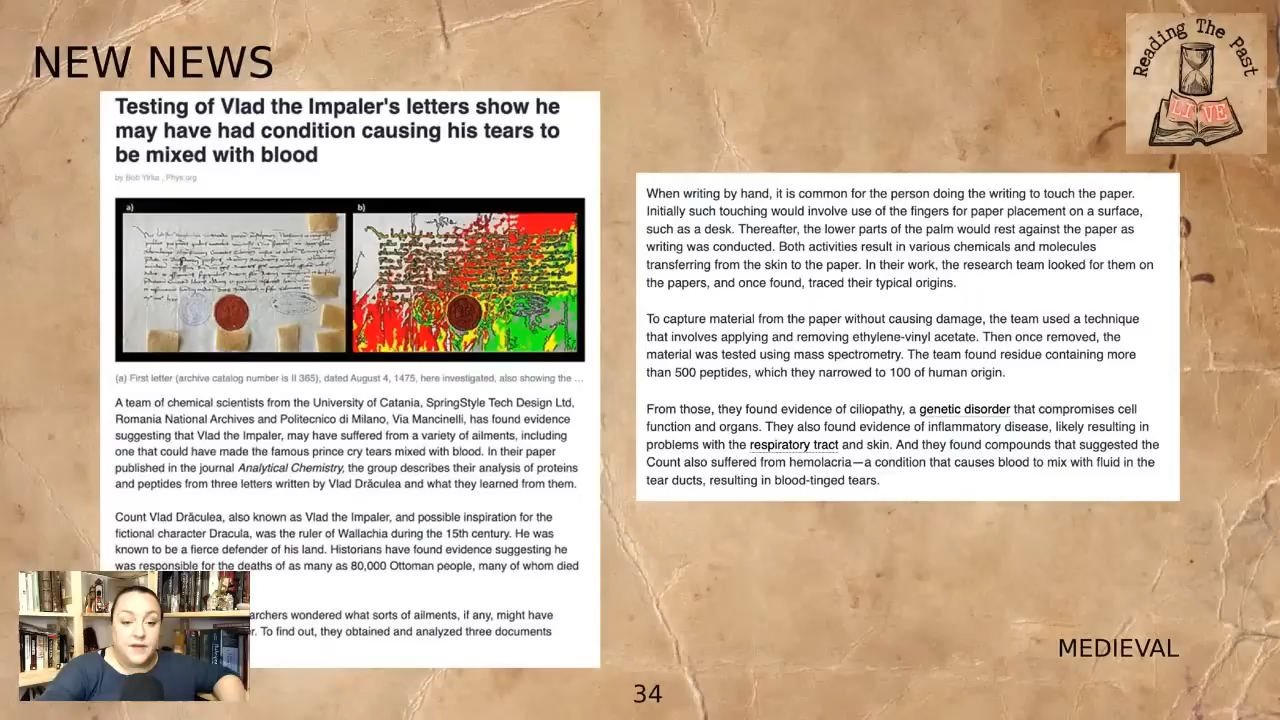 NEW NEWS
Reading The Past
LIVE
Testing of Vlad the Impaler's letters show he
may have had condition causing his tears to
be mixed with blood
by Bob Yirka , Phys.org
a)
b)
(a) First letter (archive catalog number is II 365), dated August 4, 1475, here investigated, also showing the ...
A team of chemical scientists from the University of Catania, SpringStyle Tech Design Ltd,
Romania National Archives and Politecnico di Milano, Via Mancinelli, has found evidence
suggesting that Vlad the Impaler, may have suffered from a variety of ailments, including
one that could have made the famous prince cry tears mixed with blood. In their paper
published in the journal Analytical Chemistry, the group describes their analysis of proteins
and peptides from three letters written by Vlad Drăculea and what they learned from them.
Count Vlad Drăculea, also known as Vlad the Impaler, and possible inspiration for the
fictional character Dracula, was the ruler of Wallachia during the 15th century. He was
known to be a fierce defender of his land. Historians have found evidence suggesting he
was responsible for the deaths of as many as 80,000 Ottoman people, many of whom died
archers wondered what sorts of ailments, if any, might have
r. To find out, they obtained and analyzed three documents
When writing by hand, it is common for the person doing the writing to touch the paper.
Initially such touching would involve use of the fingers for paper placement on a surface,
such as a desk. Thereafter, the lower parts of the palm would rest against the paper as
writing was conducted. Both activities result in various chemicals and molecules
transferring from the skin to the paper. In their work, the research team looked for them on
the papers, and once found, traced their typical origins.
To capture material from the paper without causing damage, the team used a technique
that involves applying and removing ethylene-vinyl acetate. Then once removed, the
material was tested using mass spectrometry. The team found residue containing more
than 500 peptides, which they narrowed to 100 of human origin.
From those, they found evidence of ciliopathy, a genetic disorder that compromises cell
function and organs. They also found evidence of inflammatory disease, likely resulting in
problems with the respiratory tract and skin. And they found compounds that suggested the
Count also suffered from hemolacria—a condition that causes blood to mix with fluid in the
tear ducts, resulting in blood-tinged tears.
MEDIEVAL
34